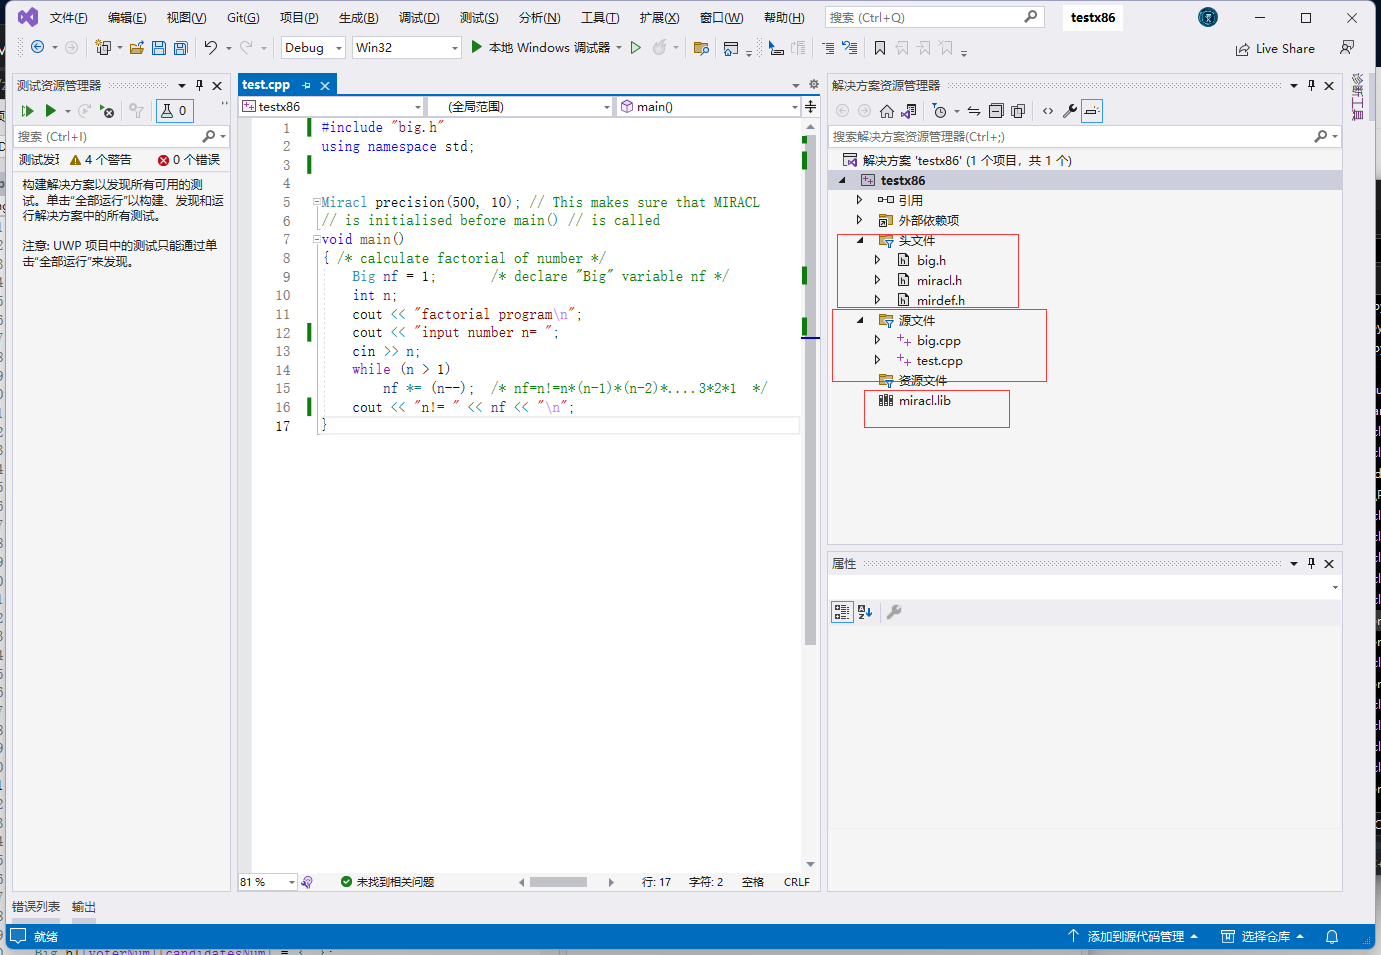 文件(F) 编辑(E) 视图(V) Git(G) 项目(P) 生成(B) 调试(D) 测试(S) 分析(N) 工具(T) 扩展(X) 窗口(W) 帮助(H) 搜索 (Ctrl+Q) testx86
Debug Win32 本地 Windows 调试器 Live Share
测试资源管理器
0
搜索 (Ctrl+I)
测试发现 4 个警告 0 个错误
构建解决方案以发现所有可用的测
试。单击"全部运行"以构建、发现和运
行解决方案中的所有测试。
注意: UWP 项目中的测试只能通过单
击"全部运行"来发现。
test.cpp
testx86 (全局范围) main()
1 #include "big.h"
2 using namespace std;
3
4
5 Miracl precision(500, 10); // This makes sure that MIRACL
6 // is initialised before main() // is called
7 void main()
8 { /* calculate factorial of number */
9 Big nf = 1; /* declare "Big" variable nf */
10 int n;
11 cout << "factorial program\n";
12 cout << "input number n= ";
13 cin >> n;
14 while (n > 1)
15 nf *= (n--); /* nf=n!=n*(n-1)*(n-2)*....3*2*1 */
16 cout << "n!= " << nf << "\n";
17 }
81 % 未找到相关问题 行: 17 字符: 2 空格 CRLF
解决方案资源管理器
搜索解决方案资源管理器(Ctrl+;)
解决方案 'testx86' (1 个项目，共 1 个)
testx86
引用
外部依赖项
头文件
big.h
miracl.h
mirdef.h
源文件
big.cpp
test.cpp
资源文件
miracl.lib
属性
诊断工具
错误列表 输出
就绪 添加到源代码管理 选择仓库